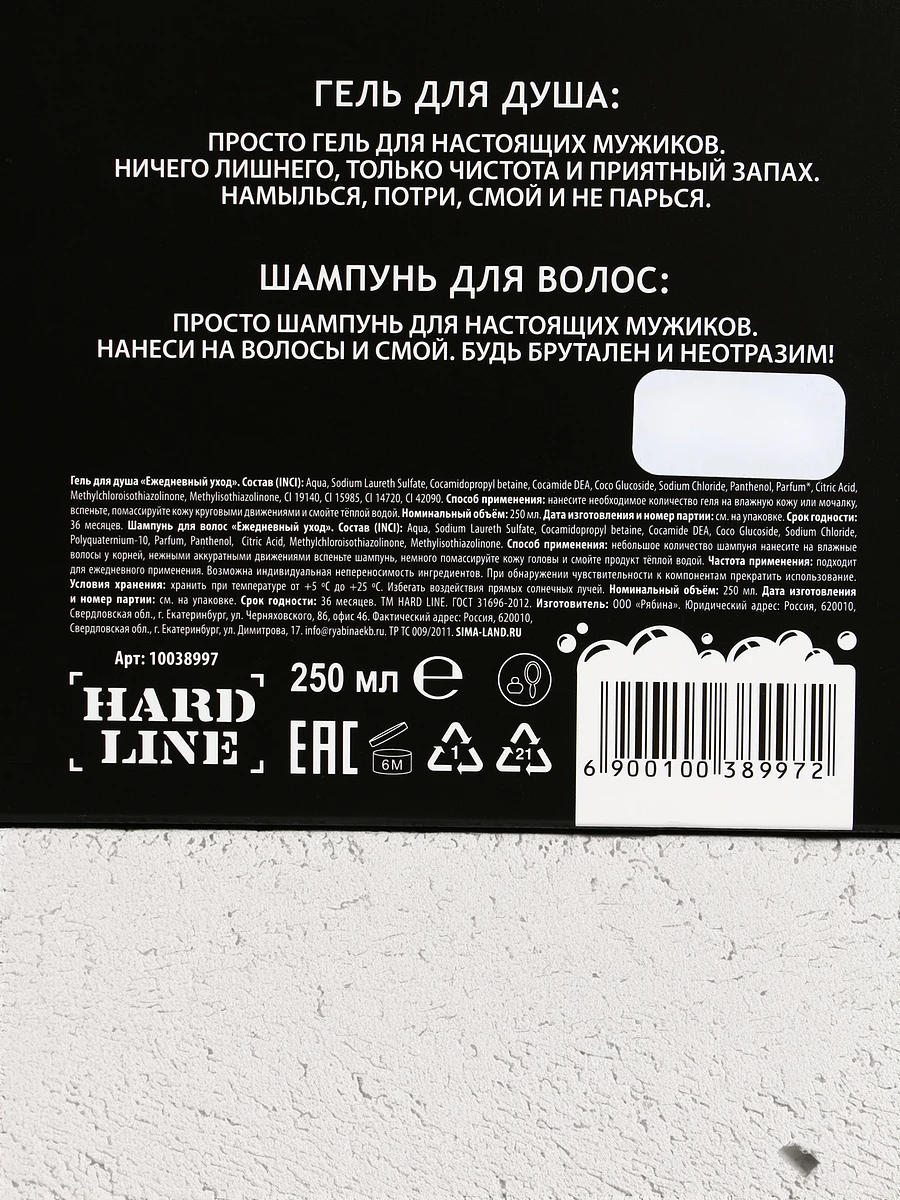 ГЕЛЬ ДЛЯ ДУША:
ПРОСТО ГЕЛЬ ДЛЯ НАСТОЯЩИХ МУЖИКОВ.
НИЧЕГО ЛИШНЕГО, ТОЛЬКО ЧИСТОТА И ПРИЯТНЫЙ ЗАПАХ.
НАМЫЛЬСЯ, ПОТРИ, СМОЙ И НЕ ПАРЬСЯ.
ШАМПУНЬ ДЛЯ ВОЛОС:
ПРОСТО ШАМПУНЬ ДЛЯ НАСТОЯЩИХ МУЖИКОВ.
НАНЕСИ НА ВОЛОСЫ И СМОЙ. БУДЬ БРУТАЛЕН И НЕОТРАЗИМ!
Гель для душа «Ежедневный уход». Состав (INCI): Aqua, Sodium Laureth Sulfate, Cocamidopropyl betaine, Cocamide DEA, Coco Glucoside, Sodium Chloride, Panthenol, Parfum*, Citric Acid,
Methylchloroisothiazolinone, Methylisothiazolinone, CI 19140, CI 15985, CI 14720, CI 42090. Способ применения: нанесите необходимое количество геля на влажную кожу или мочалку,
вспеньте, помассируйте кожу круговыми движениями и смойте тёплой водой. Номинальный объём: 250 мл. Дата изготовления и номер партии: см. на упаковке. Срок годности:
36 месяцев. Шампунь для волос «Ежедневный уход». Состав (INCI): Aqua, Sodium Laureth Sulfate, Cocamidopropyl betaine, Cocamide DEA, Coco Glucoside, Sodium Chloride,
Polyquaternium-10, Parfum, Panthenol, Citric Acid, Methylchloroisothiazolinone, Methylisothiazolinone. Способ применения: небольшое количество шампуня нанесите на влажные
волосы у корней, нежными аккуратными движениями вспеньте шампунь, немного помассируйте кожу головы и смойте продукт тёплой водой. Частота применения: подходит
для ежедневного применения. Возможна индивидуальная непереносимость ингредиентов. При обнаружении чувствительности к компонентам прекратить использование.
Условия хранения: хранить при температуре от +5 °C до +25 °C. Избегать воздействия прямых солнечных лучей. Номинальный объём: 250 мл. Дата изготовления
и номер партии: см. на упаковке. Срок годности: 36 месяцев. ТМ HARD LINE. ГОСТ 31696-2012. Изготовитель: ООО «Рябина». Юридический адрес: Россия, 620010,
Свердловская обл., г. Екатеринбург, ул. Черняховского, 86, офис 46. Фактический адрес: Россия, 620010,
Свердловская обл., г. Екатеринбург, ул. Димитрова, 17. info@ryabinaekb.ru. ТР ТС 009/2011. SIMA-LAND.RU
Арт: 10038997
HARD
LINE
250 мл e
EAC
6M
1
21
6 900100 389972